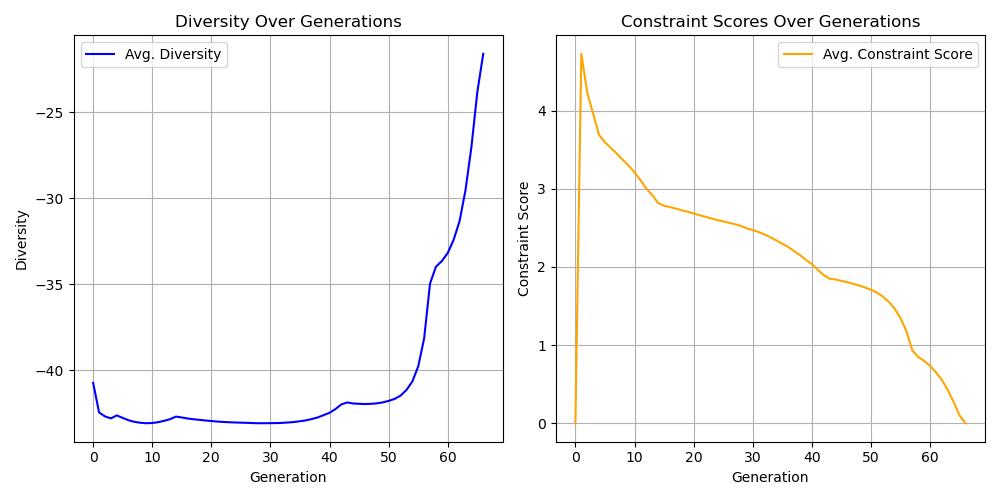 Diversity Over Generations
Avg. Diversity
Diversity
−25
−30
−35
−40
0 10 20 30 40 50 60
Generation
Constraint Scores Over Generations
Avg. Constraint Score
Constraint Score
4
3
2
1
0
0 10 20 30 40 50 60
Generation